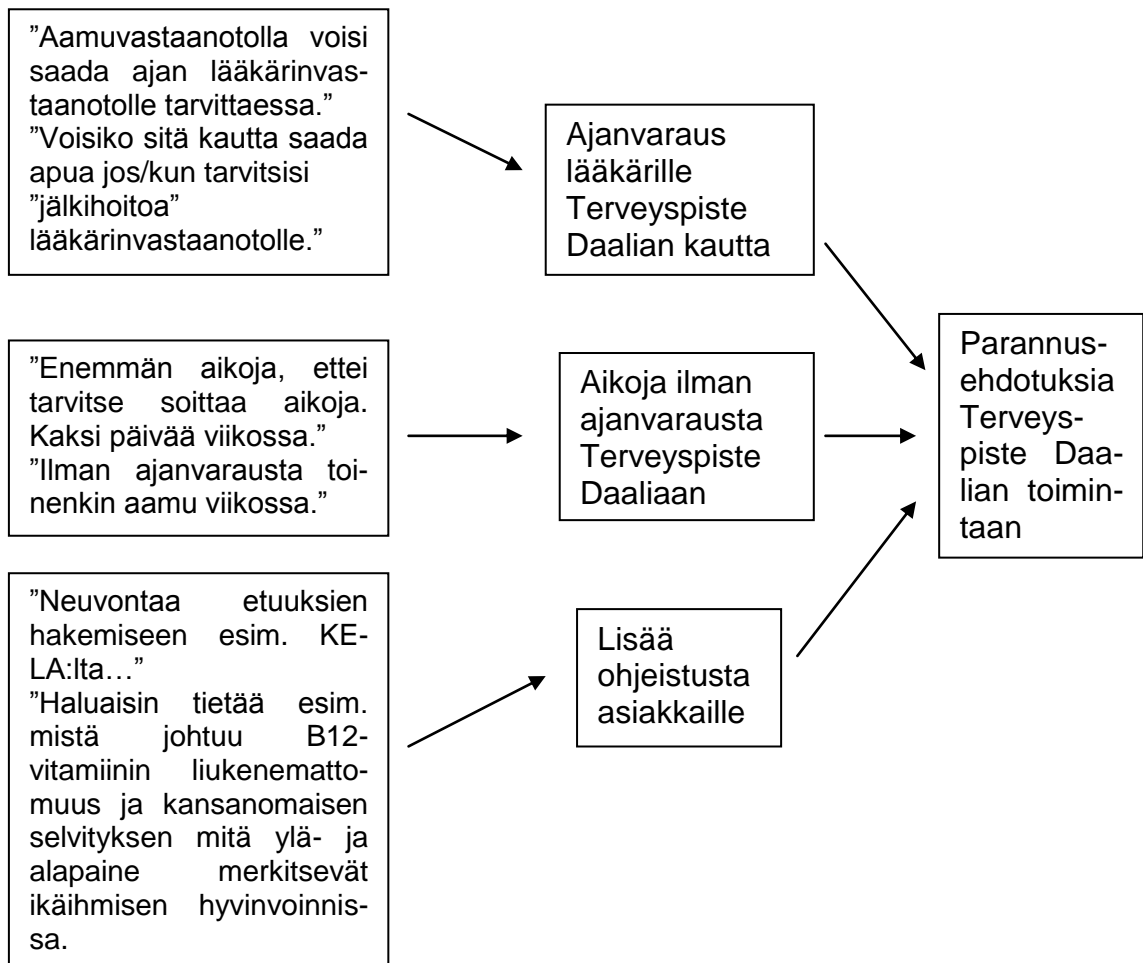 ”Aamuvastaanotolla voisi
saada ajan lääkärinvas-
taanotolle tarvittaessa.”
”Voisiko sitä kautta saada
apua jos/kun tarvitsisi
”jälkihoitoa”
lääkärinvastaanotolle.”
Ajanvaraus
lääkärille
Terveyspiste
Daalian kautta
”Enemmän aikoja, ettei
tarvitse soittaa aikoja.
Kaksi päivää viikossa.”
”Ilman ajanvarausta toi-
nenkin aamu viikossa.”
Aikoja ilman
ajanvarausta
Terveyspiste
Daaliaan
Parannus-
ehdotuksia
Terveys-
piste Daa-
lian toimin-
taan
”Neuvontaa etuuksien
hakemiseen esim. KE-
LA:lta…”
”Haluaisin tietää esim.
mistä johtuu B12-
vitamiinin liukenematto-
muus ja kansanomaisen
selvityksen mitä ylä- ja
alapaine merkitsevät
ikäihmisen hyvinvoinnis-
sa.
Lisää
ohjeistusta
asiakkaille